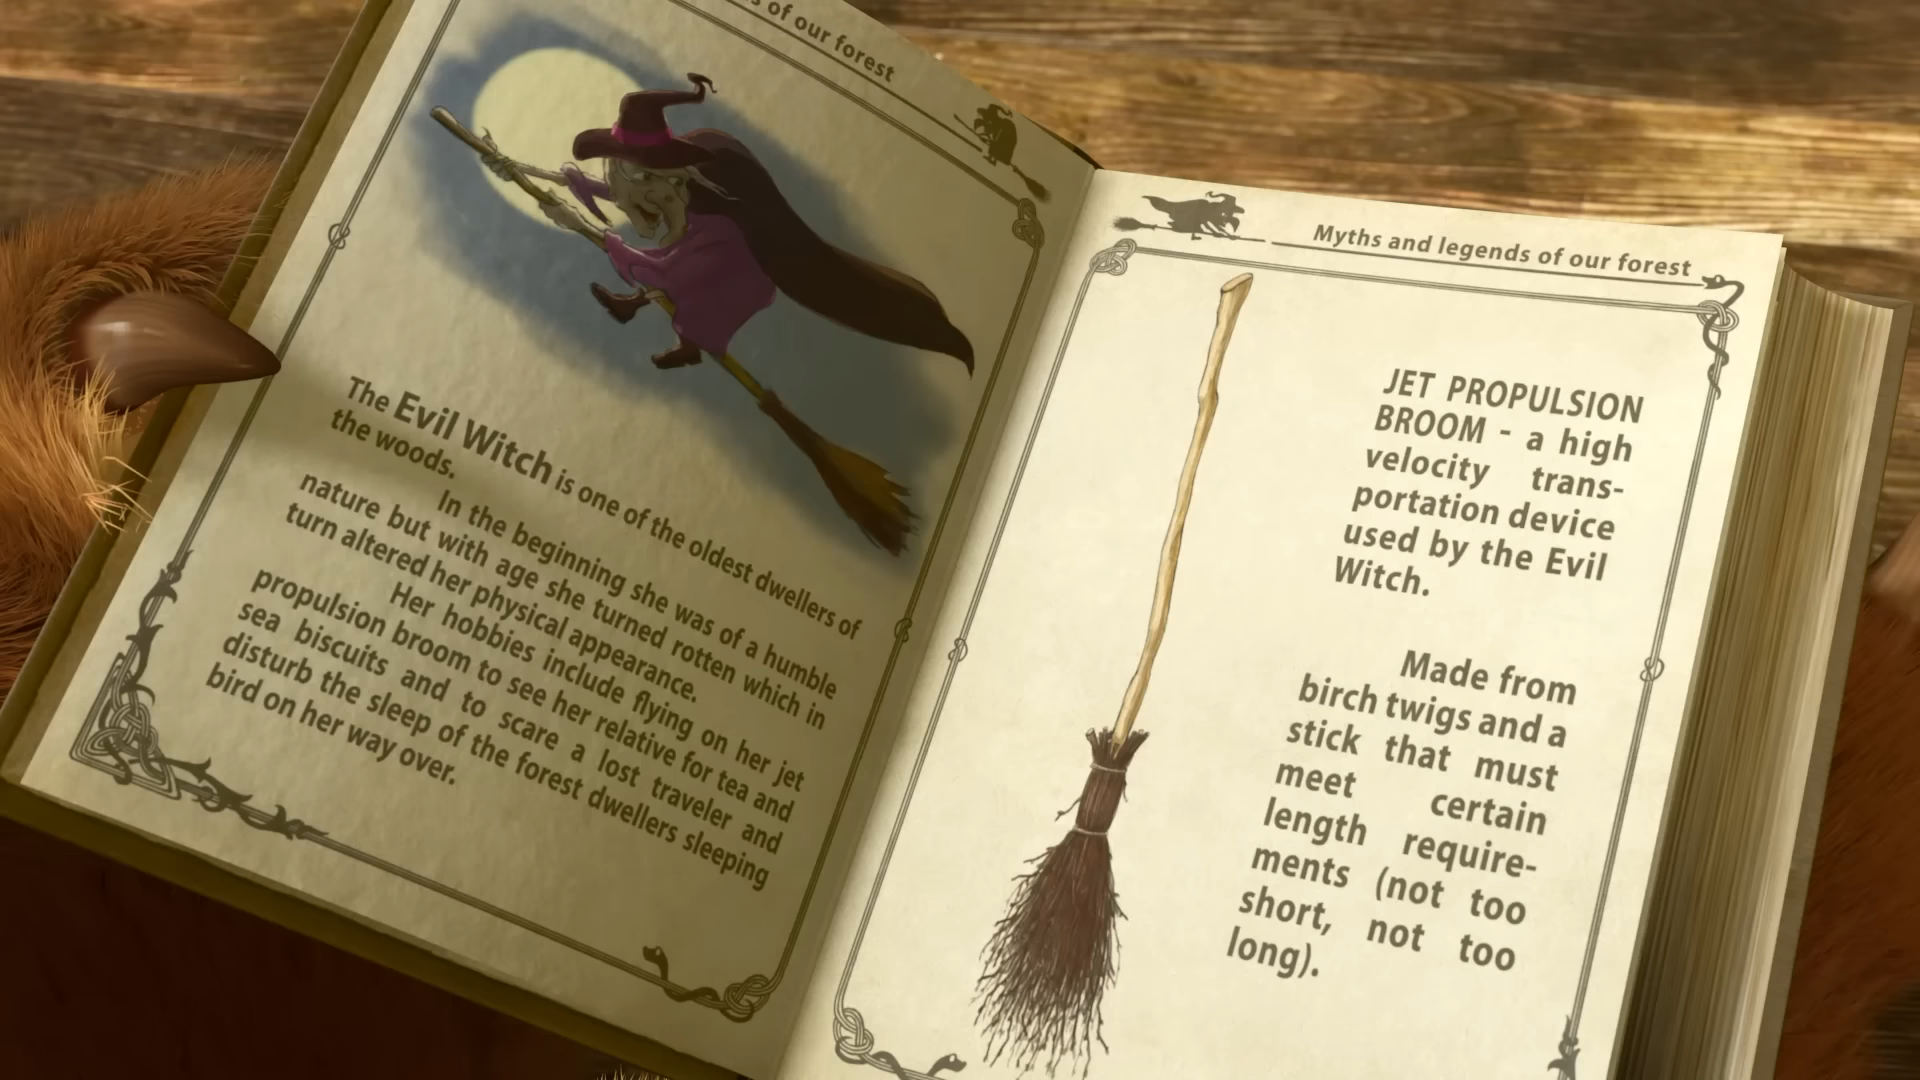 of our forest
The Evil Witch is one of the oldest dwellers of
the woods.
In the beginning she was of a humble
nature but with age she turned rotten which in
turn altered her physical appearance.
Her hobbies include flying on her jet
propulsion broom to see her relative for tea and
sea biscuits and to scare a lost traveler and
disturb the sleep of the forest dwellers sleeping
bird on her way over.
Myths and legends of our forest
JET PROPULSION
BROOM - a high
velocity trans-
portation device
used by the Evil
Witch.
Made from
birch twigs and a
stick that must
meet certain
length require-
ments (not too
short, not too
long).